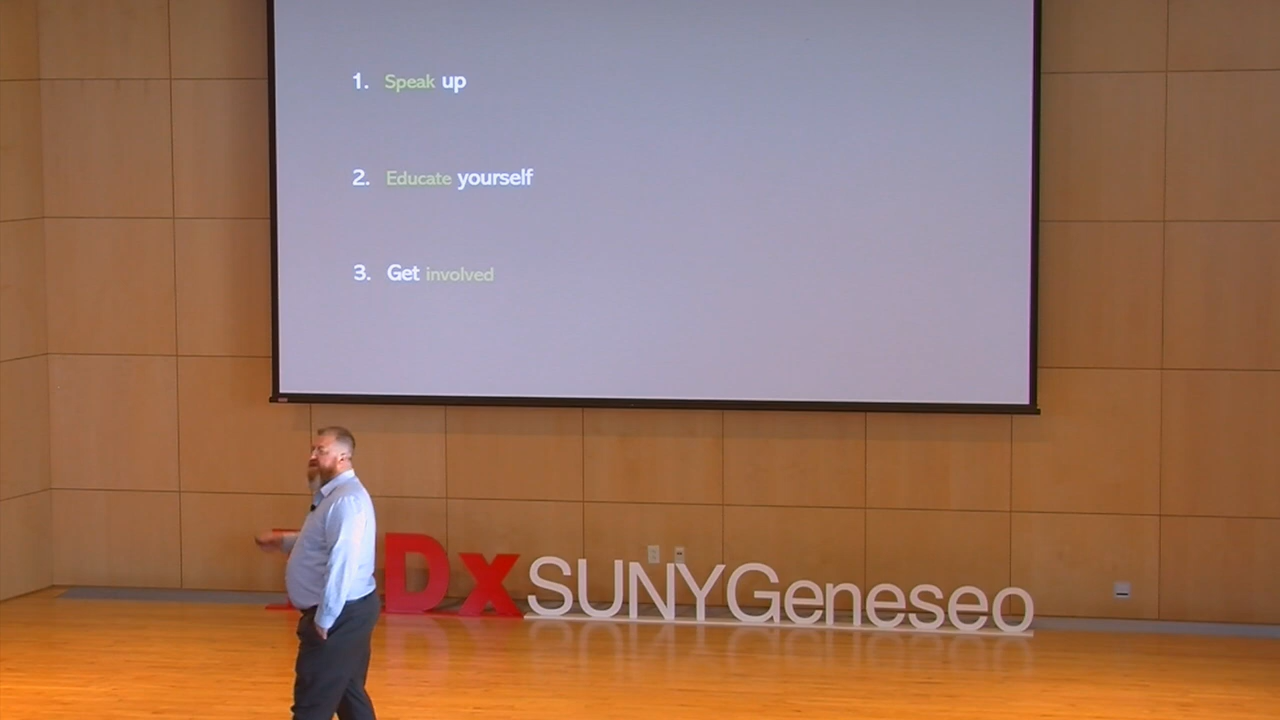 1. Speak up
2. Educate yourself
3. Get involved
Dx SUNYGeneseo